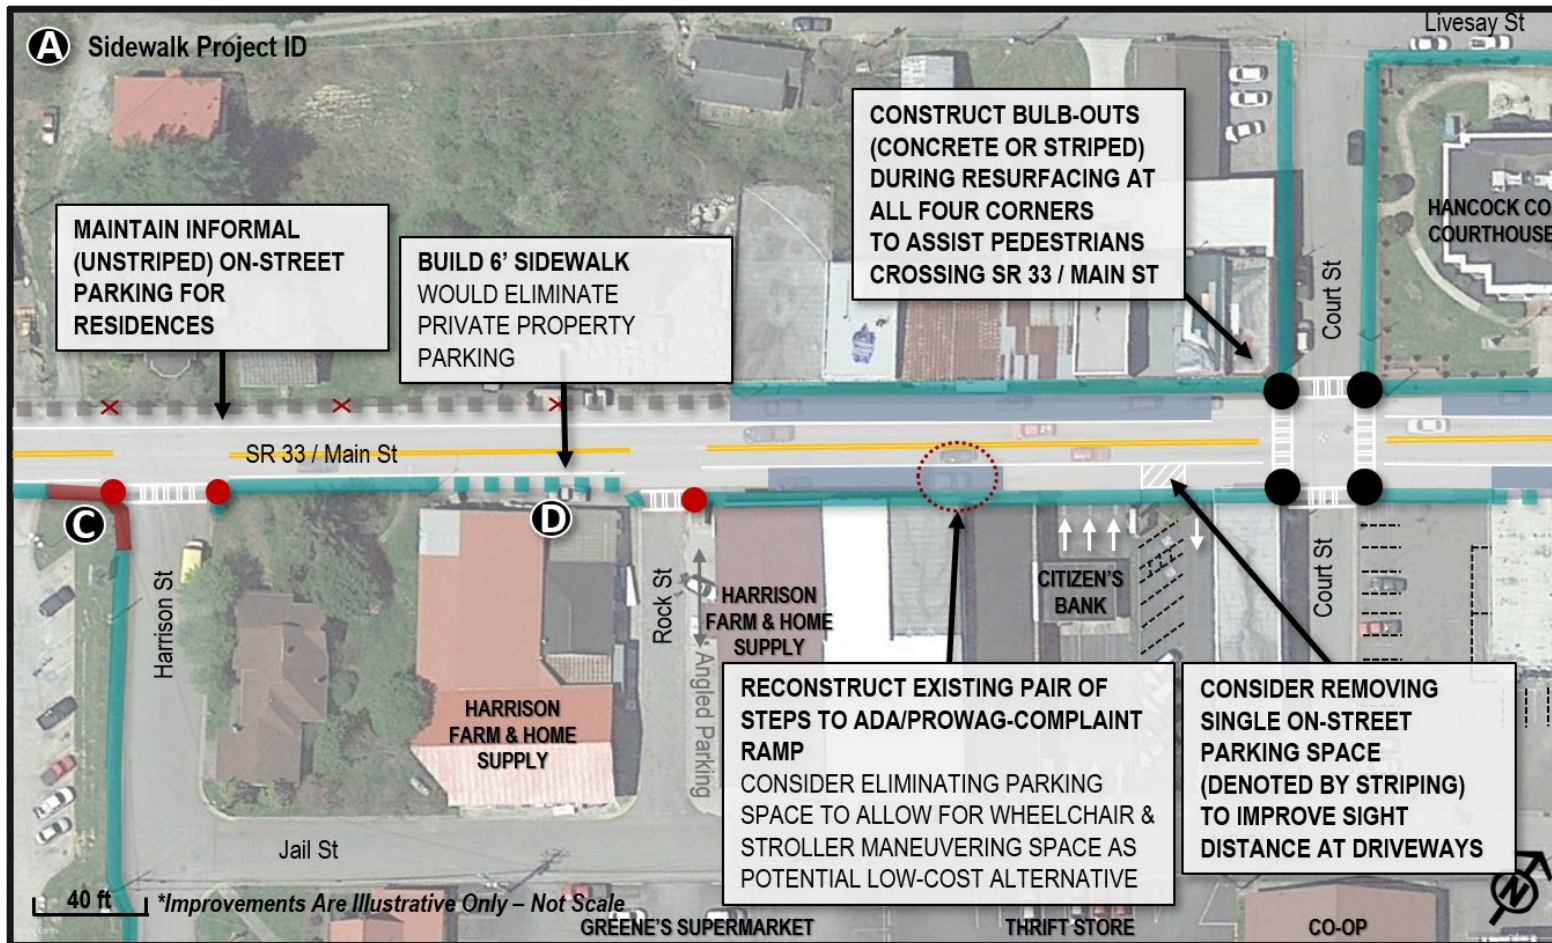 A Sidewalk Project ID
Livesay St
CONSTRUCT BULB-OUTS
(CONCRETE OR STRIPED)
DURING RESURFACING AT
ALL FOUR CORNERS
TO ASSIST PEDESTRIANS
CROSSING SR 33 / MAIN ST
MAINTAIN INFORMAL
(UNSTRIPED) ON-STREET
PARKING FOR
RESIDENCES
BUILD 6' SIDEWALK
WOULD ELIMINATE
PRIVATE PROPERTY
PARKING
HANCOCK CO
COURTHOUSE
Court St
SR 33 / Main St
C
D
Harrison St
Rock St
Angled Parking
HARRISON
FARM & HOME
SUPPLY
HARRISON
FARM & HOME
SUPPLY
CITIZEN'S
BANK
Court St
RECONSTRUCT EXISTING PAIR OF
STEPS TO ADA/PROWAG-COMPLAINT
RAMP
CONSIDER ELIMINATING PARKING
SPACE TO ALLOW FOR WHEELCHAIR &
STROLLER MANEUVERING SPACE AS
POTENTIAL LOW-COST ALTERNATIVE
CONSIDER REMOVING
SINGLE ON-STREET
PARKING SPACE
(DENOTED BY STRIPING)
TO IMPROVE SIGHT
DISTANCE AT DRIVEWAYS
Jail St
40 ft
*Improvements Are Illustrative Only – Not Scale
GREENE'S SUPERMARKET
THRIFT STORE
CO-OP
N